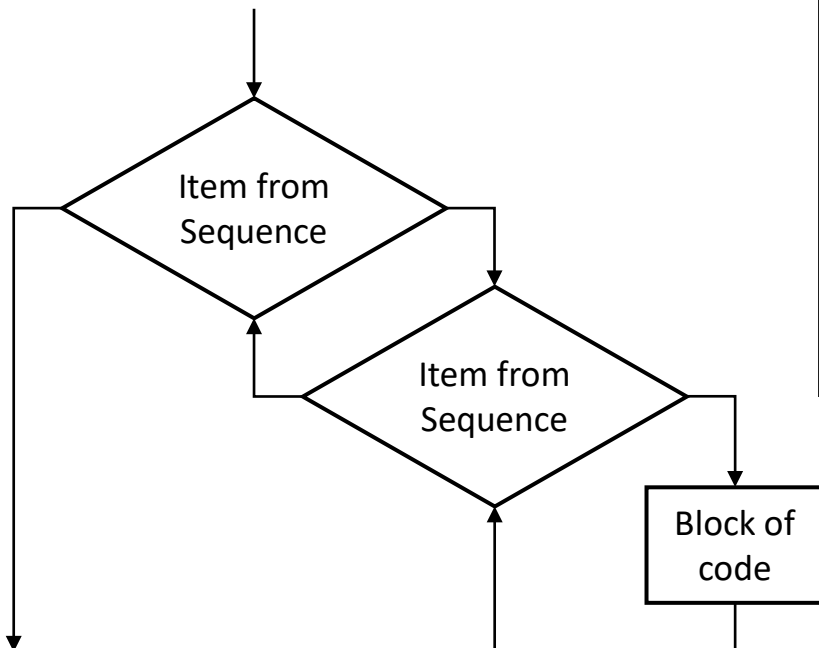 Item from
Sequence
Item from
Sequence
Block of
code